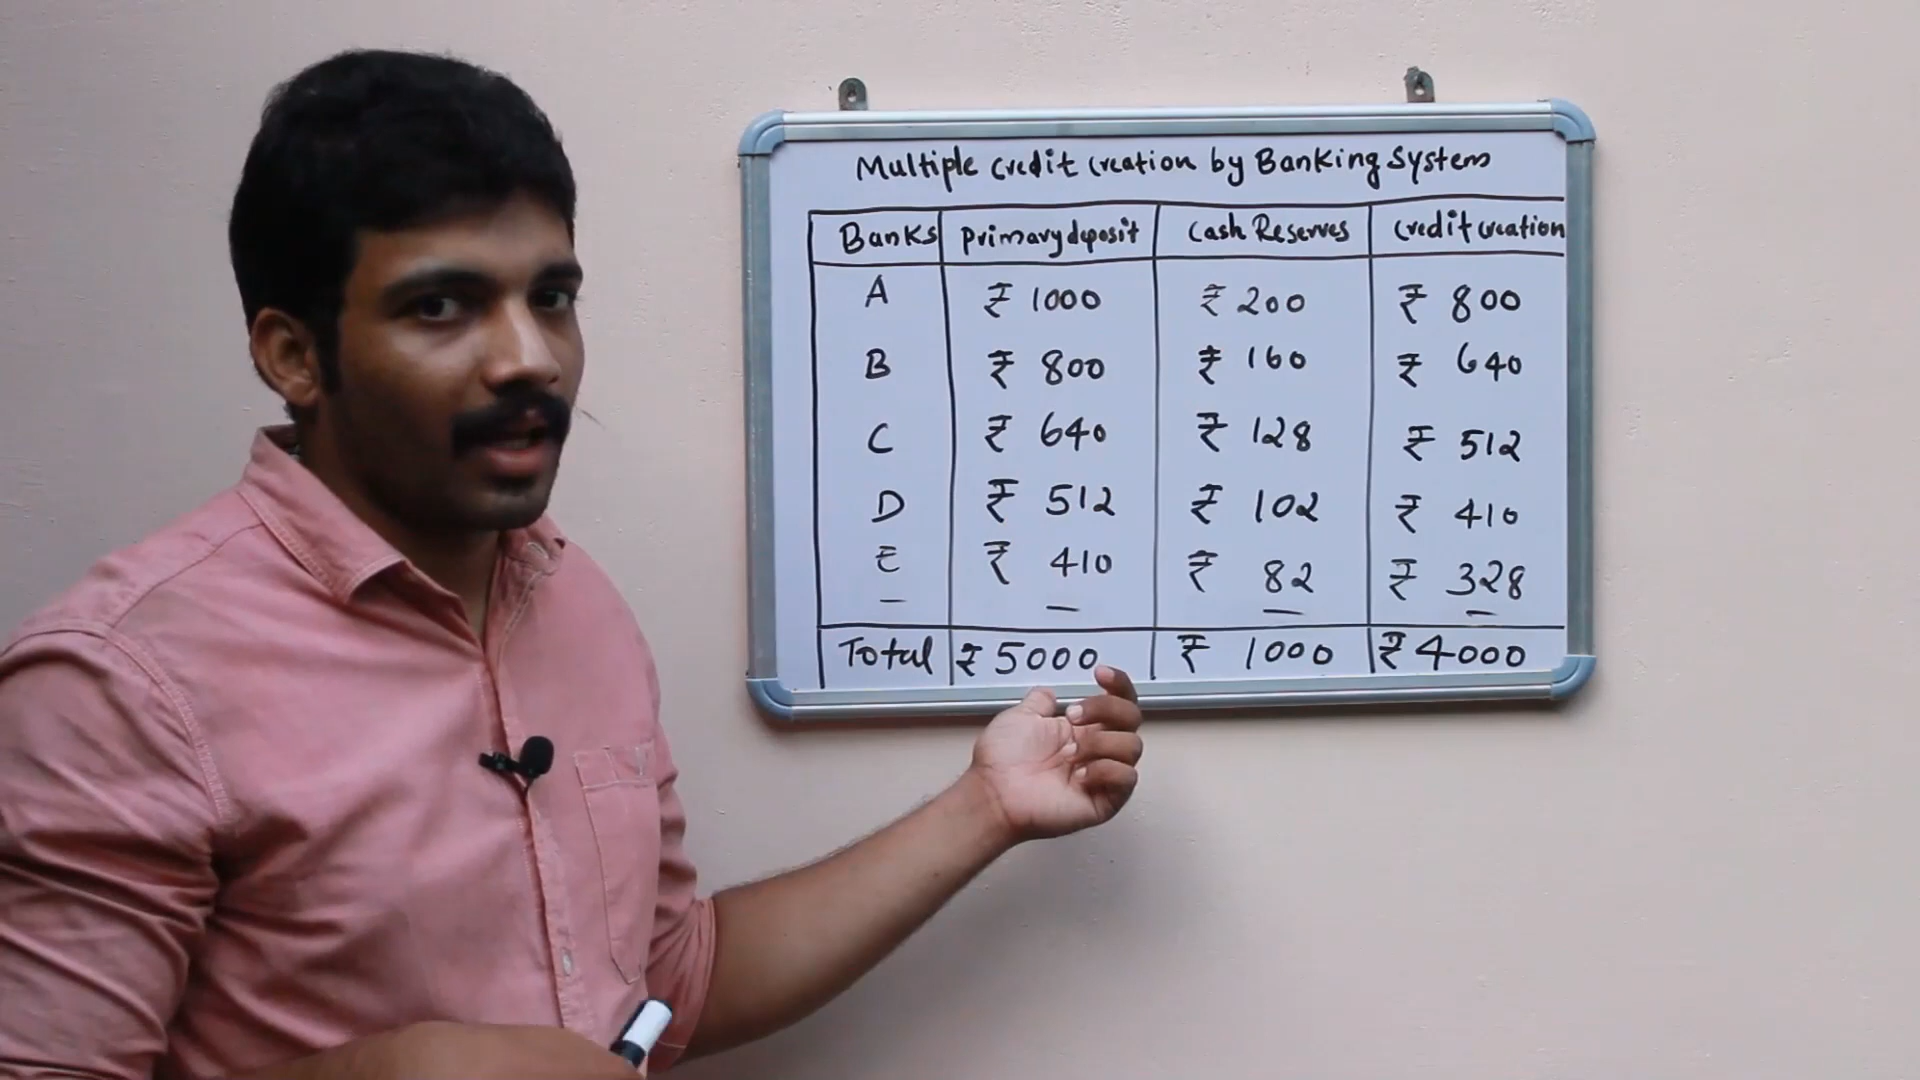 Multiple credit creation by Banking System
Banks Primary deposit Cash Reserves Credit creation
A ₹ 1000 ₹ 200 ₹ 800
B ₹ 800 ₹ 160 ₹ 640
C ₹ 640 ₹ 128 ₹ 512
D ₹ 512 ₹ 102 ₹ 410
E ₹ 410 ₹ 82 ₹ 328
Total ₹ 5000 ₹ 1000 ₹ 4000